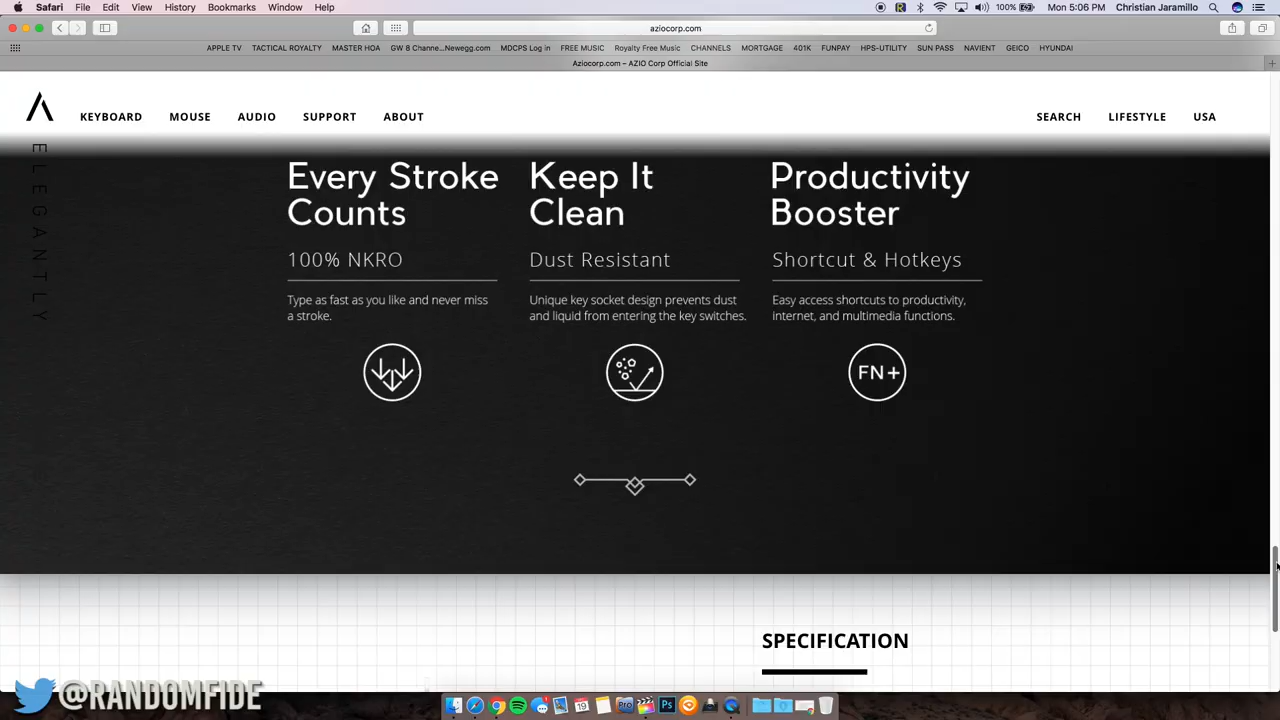 Safari File Edit View History Bookmarks Window Help 100% Mon 5:06 PM Christian Jaramillo
aziocorp.com
APPLE TV TACTICAL ROYALTY MASTER HOA GW 8 Channe...Newegg.com MDCPS Log in FREE MUSIC Royalty Free Music CHANNELS MORTGAGE 401K FUNPAY HPS-UTILITY SUN PASS NAVIENT GEICO HYUNDAI
Aziocorp.com – AZIO Corp Official Site
KEYBOARD MOUSE AUDIO SUPPORT ABOUT SEARCH LIFESTYLE USA
ELEGANTLY
Every Stroke
Counts
100% NKRO
Type as fast as you like and never miss
a stroke.
Keep It
Clean
Dust Resistant
Unique key socket design prevents dust
and liquid from entering the key switches.
Productivity
Booster
Shortcut & Hotkeys
Easy access shortcuts to productivity,
internet, and multimedia functions.
FN+
SPECIFICATION
@RANDOMFIDE
19
Pro
Ps